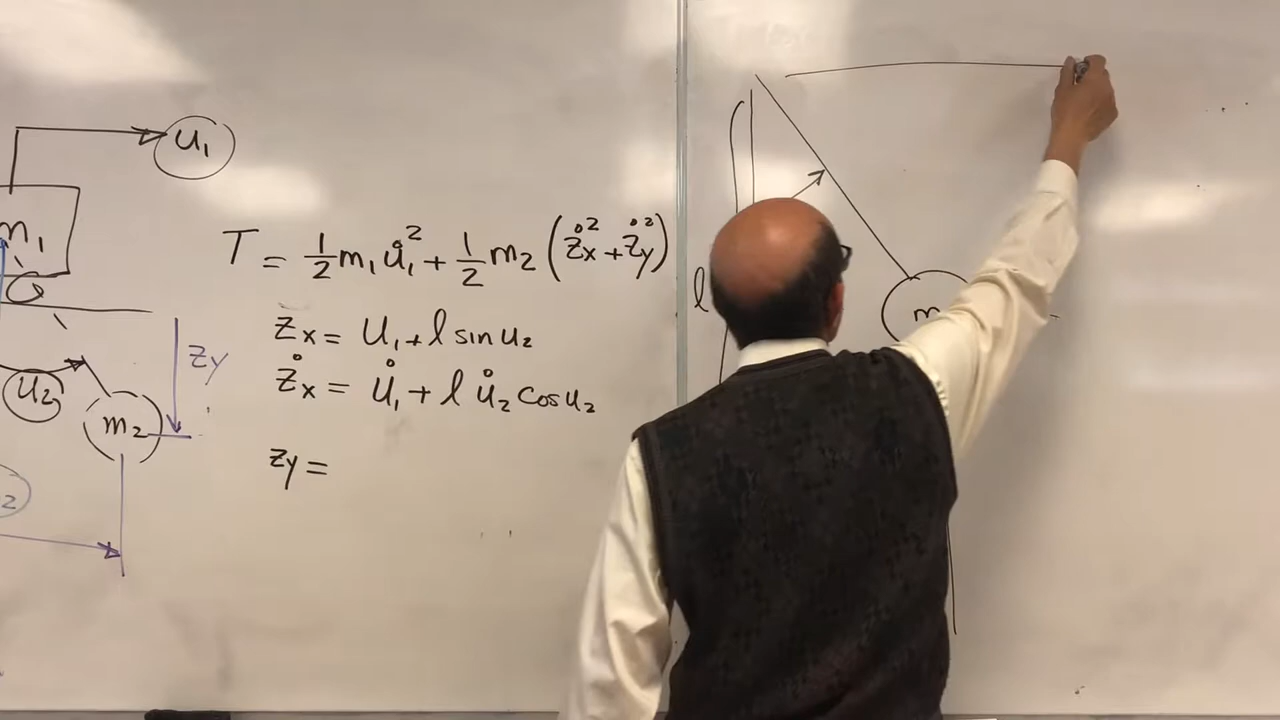 u₁
m₁
T = ½ m₁ u̇₁² + ½ m₂ (żx² + ży²)
zx = u₁ + l sin u₂
żx = u̇₁ + l u̇₂ cos u₂
zy =
zy
u₂
m₂
2
l
m